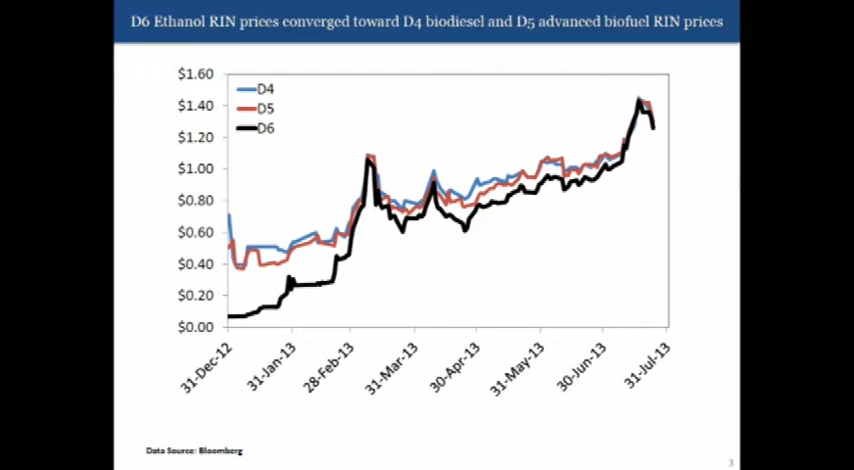 D6 Ethanol RIN prices converged toward D4 biodiesel and D5 advanced biofuel RIN prices
$1.60
$1.40
$1.20
$1.00
$0.80
$0.60
$0.40
$0.20
$0.00
D4
D5
D6
31-Dec-12
31-Jan-13
28-Feb-13
31-Mar-13
30-Apr-13
31-May-13
30-Jun-13
31-Jul-13
Data Source: Bloomberg
3